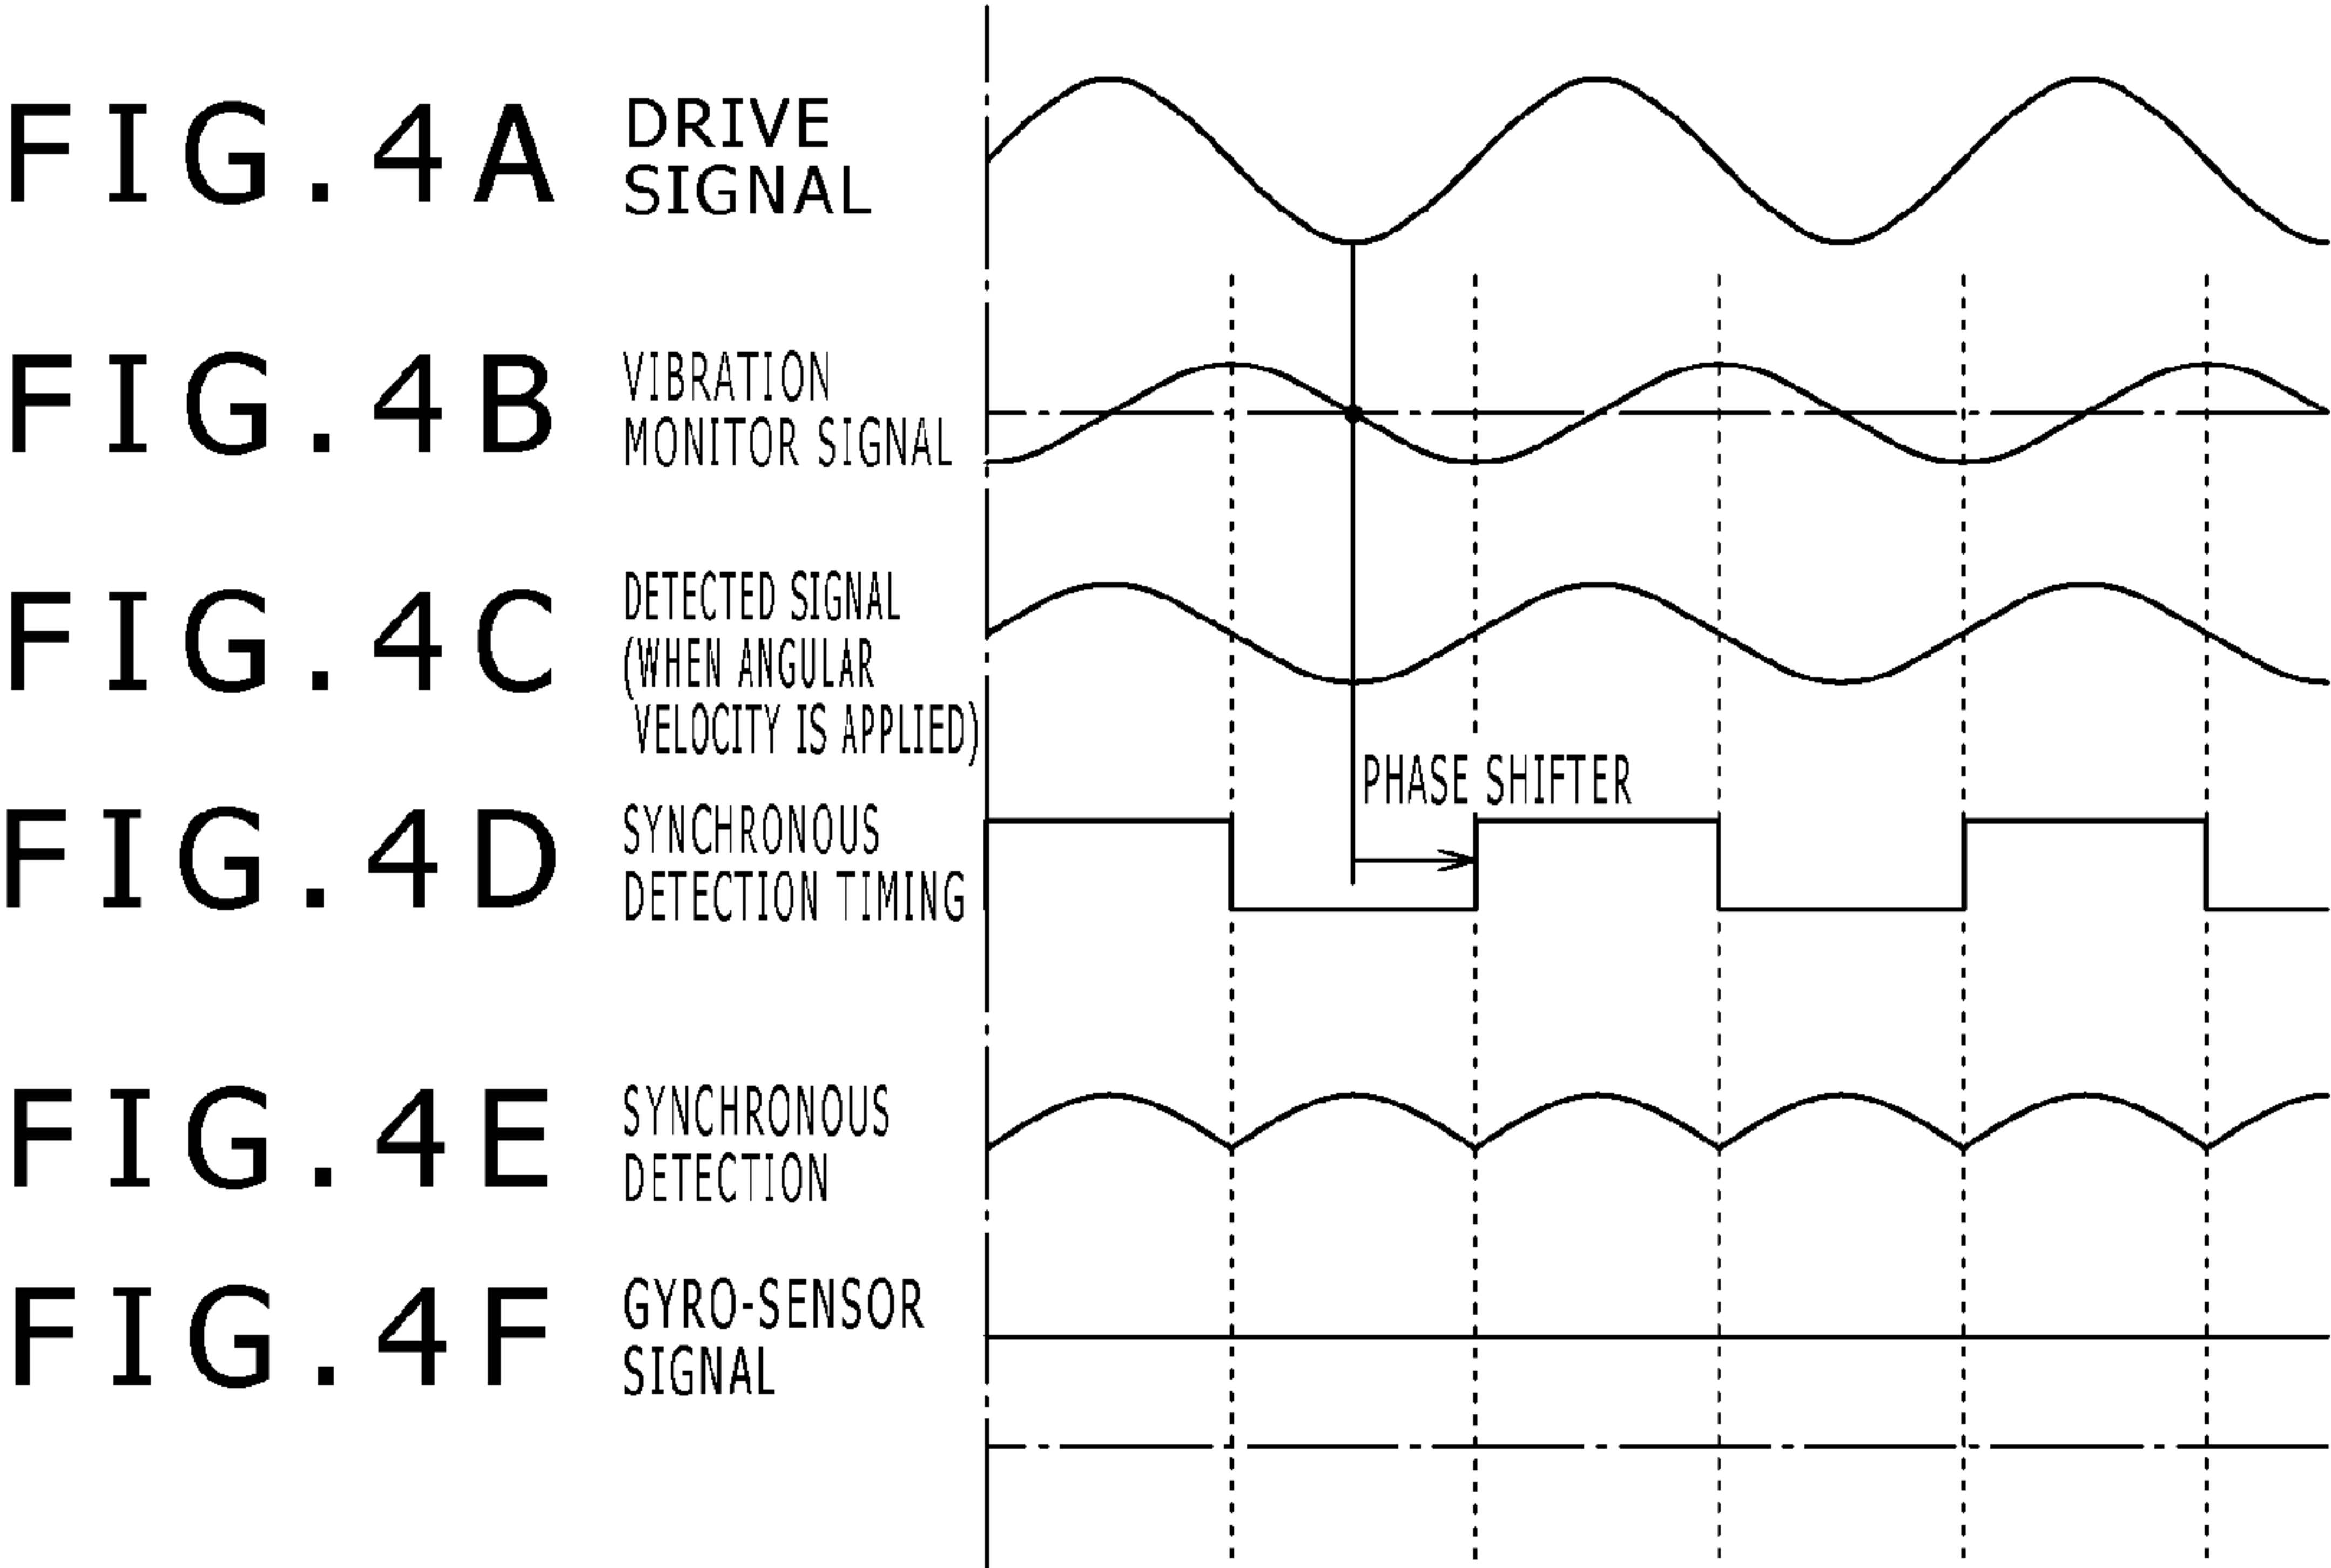 FIG.4A DRIVE
SIGNAL
FIG.4B VIBRATION
MONITOR SIGNAL
FIG.4C DETECTED SIGNAL
(WHEN ANGULAR
VELOCITY IS APPLIED)
PHASE SHIFTER
FIG.4D SYNCHRONOUS
DETECTION TIMING
FIG.4E SYNCHRONOUS
DETECTION
FIG.4F GYRO-SENSOR
SIGNAL